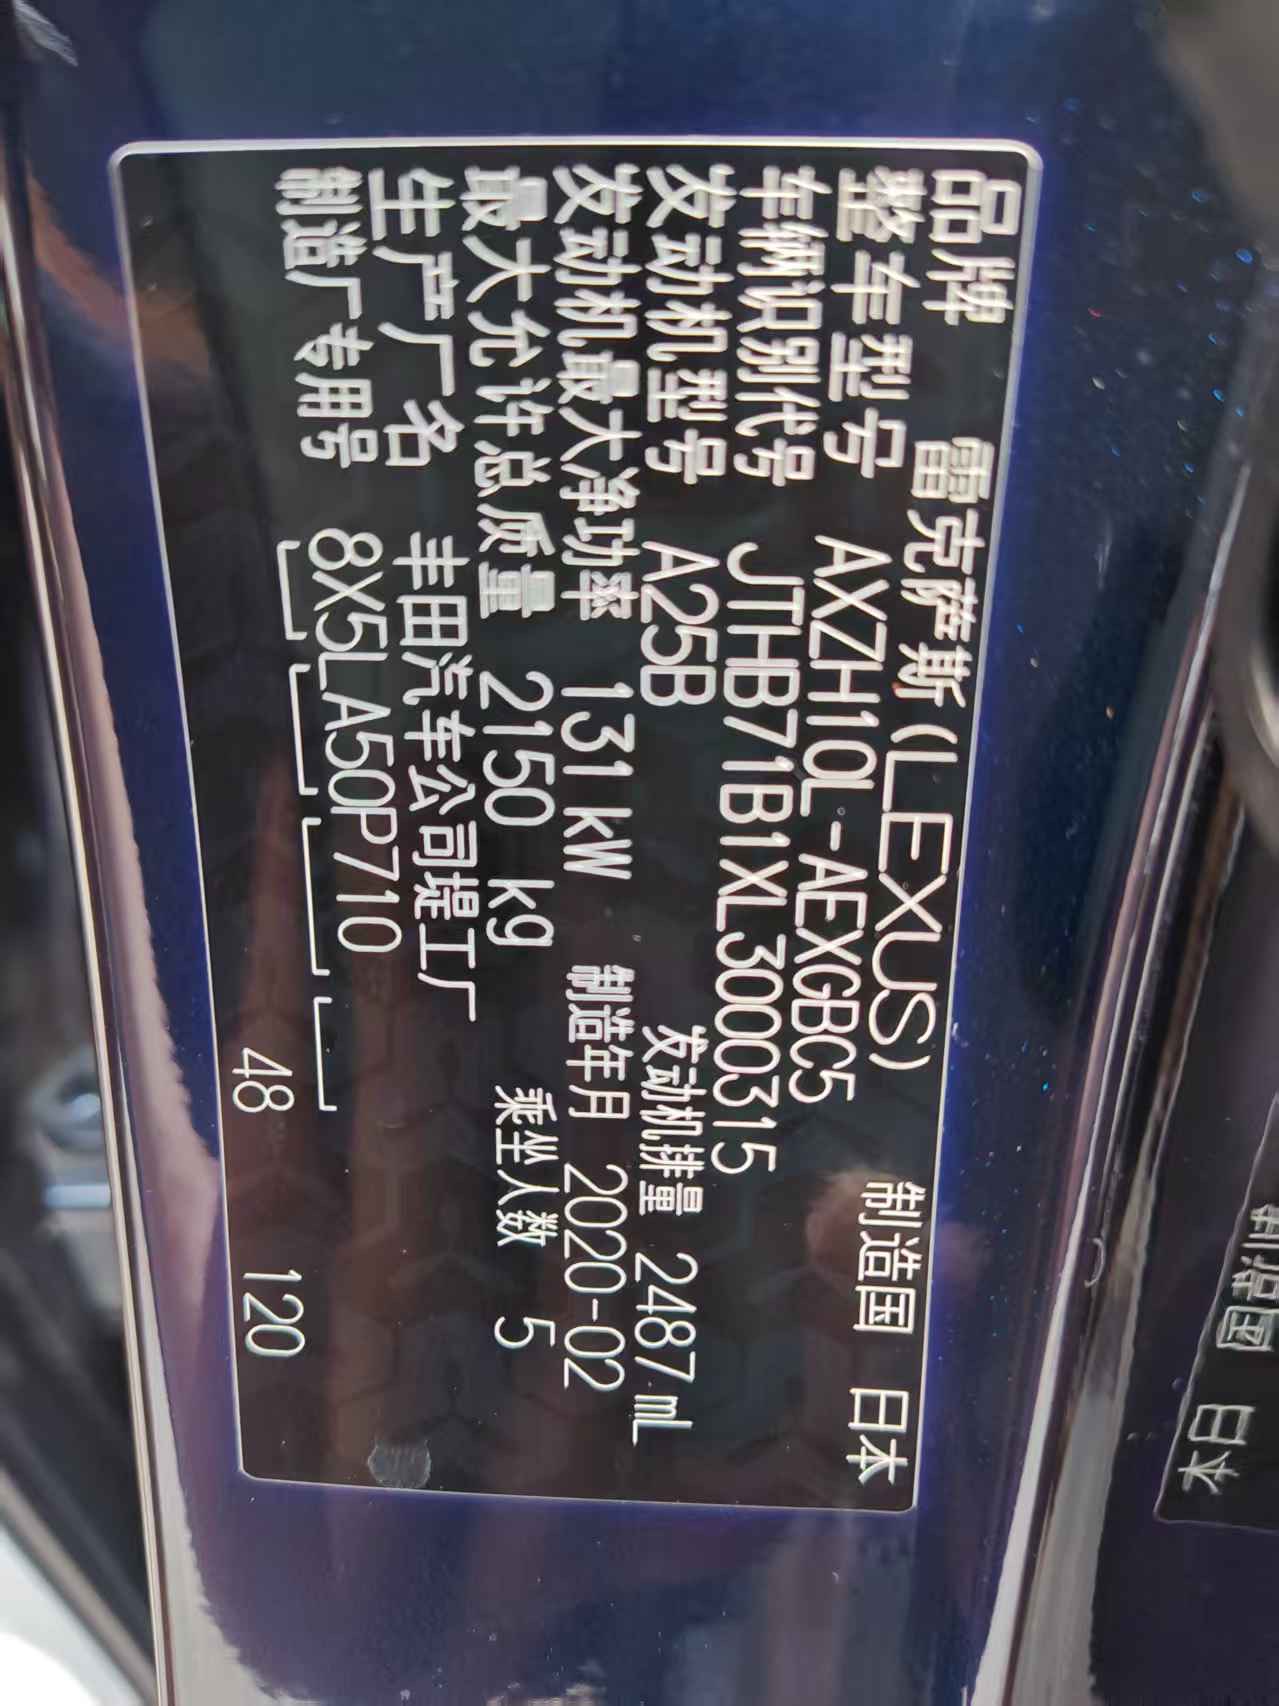 品牌 雷克萨斯(LEXUS) 制造国 日本
整车型号 AXZH10L-AEXGBC5
车辆识别代号 JTHB71B1XL3000315
发动机型号 A25B 发动机排量 2487 mL
发动机最大净功率 131 kW 制造年月 2020-02
最大允许总质量 2150 kg 乘坐人数 5
生产厂名 丰田汽车公司堤工厂
制造厂专用号 8X5LA50P710
48 120
日本